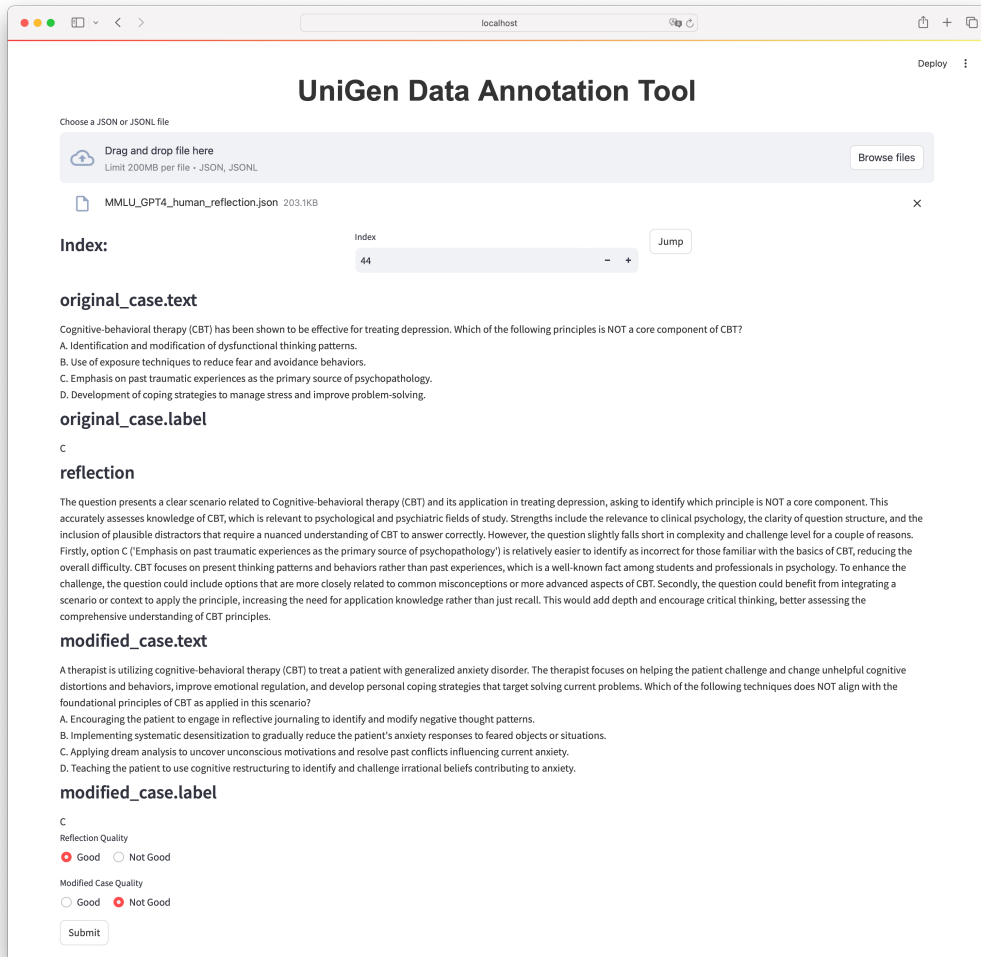 localhost
Deploy
UniGen Data Annotation Tool
Choose a JSON or JSONL file
Drag and drop file here
Limit 200MB per file • JSON, JSONL
Browse files
MMLU_GPT4_human_reflection.json 203.1KB
Index:
Index
44
Jump
original_case.text
Cognitive-behavioral therapy (CBT) has been shown to be effective for treating depression. Which of the following principles is NOT a core component of CBT?
A. Identification and modification of dysfunctional thinking patterns.
B. Use of exposure techniques to reduce fear and avoidance behaviors.
C. Emphasis on past traumatic experiences as the primary source of psychopathology.
D. Development of coping strategies to manage stress and improve problem-solving.
original_case.label
C
reflection
The question presents a clear scenario related to Cognitive-behavioral therapy (CBT) and its application in treating depression, asking to identify which principle is NOT a core component. This
accurately assesses knowledge of CBT, which is relevant to psychological and psychiatric fields of study. Strengths include the relevance to clinical psychology, the clarity of question structure, and the
inclusion of plausible distractors that require a nuanced understanding of CBT to answer correctly. However, the question slightly falls short in complexity and challenge level for a couple of reasons.
Firstly, option C ('Emphasis on past traumatic experiences as the primary source of psychopathology') is relatively easier to identify as incorrect for those familiar with the basics of CBT, reducing the
overall difficulty. CBT focuses on present thinking patterns and behaviors rather than past experiences, which is a well-known fact among students and professionals in psychology. To enhance the
challenge, the question could include options that are more closely related to common misconceptions or more advanced aspects of CBT. Secondly, the question could benefit from integrating a
scenario or context to apply the principle, increasing the need for application knowledge rather than just recall. This would add depth and encourage critical thinking, better assessing the
comprehensive understanding of CBT principles.
modified_case.text
A therapist is utilizing cognitive-behavioral therapy (CBT) to treat a patient with generalized anxiety disorder. The therapist focuses on helping the patient challenge and change unhelpful cognitive
distortions and behaviors, improve emotional regulation, and develop personal coping strategies that target solving current problems. Which of the following techniques does NOT align with the
foundational principles of CBT as applied in this scenario?
A. Encouraging the patient to engage in reflective journaling to identify and modify negative thought patterns.
B. Implementing systematic desensitization to gradually reduce the patient's anxiety responses to feared objects or situations.
C. Applying dream analysis to uncover unconscious motivations and resolve past conflicts influencing current anxiety.
D. Teaching the patient to use cognitive restructuring to identify and challenge irrational beliefs contributing to anxiety.
modified_case.label
C
Reflection Quality
Good Not Good
Modified Case Quality
Good Not Good
Submit